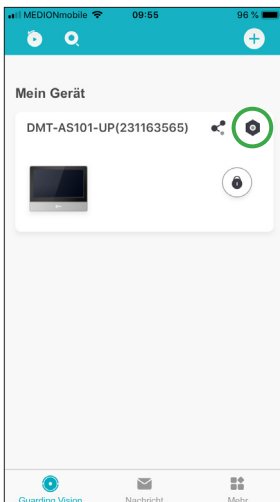 MEDIONmobile 09:55 96 %
Mein Gerät
DMT-AS101-UP(231163565)
Guarding Vision Nachricht Mehr